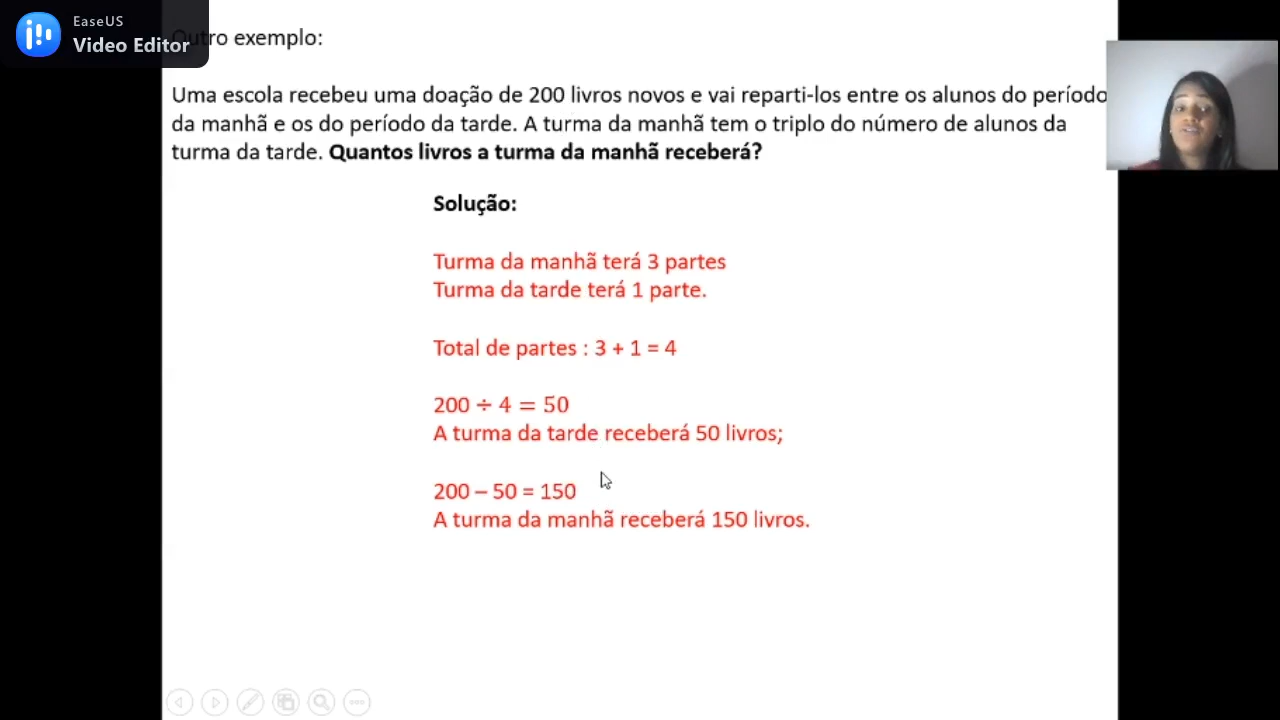 EaseUS
Video Editor
Outro exemplo:
Uma escola recebeu uma doação de 200 livros novos e vai reparti-los entre os alunos do período
da manhã e os do período da tarde. A turma da manhã tem o triplo do número de alunos da
turma da tarde. Quantos livros a turma da manhã receberá?
Solução:
Turma da manhã terá 3 partes
Turma da tarde terá 1 parte.
Total de partes : 3 + 1 = 4
200 ÷ 4 = 50
A turma da tarde receberá 50 livros;
200 – 50 = 150
A turma da manhã receberá 150 livros.